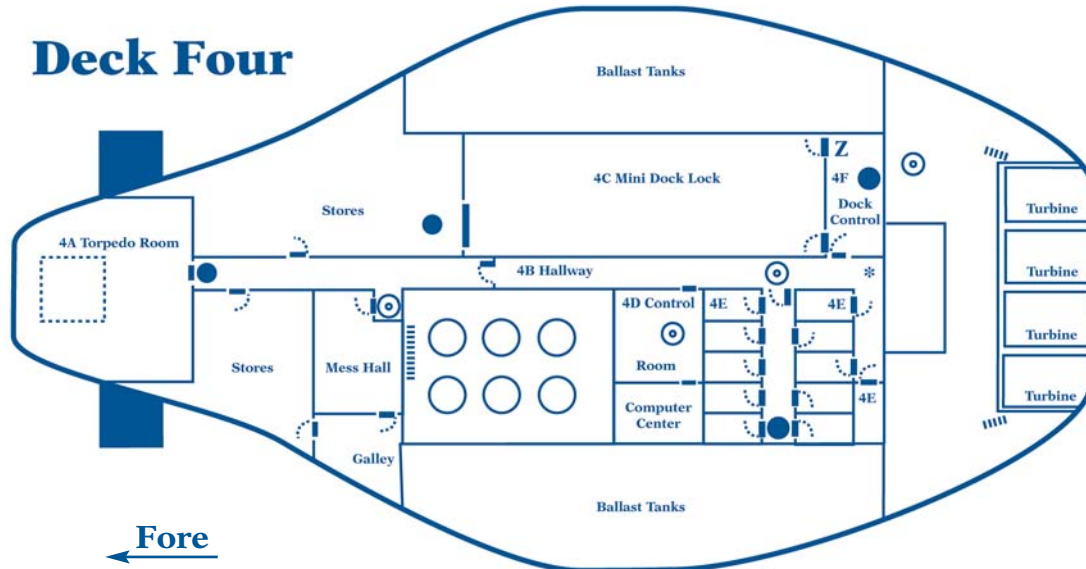 Deck Four
Ballast Tanks
4C Mini Dock Lock
Z
4F
Dock
Control
Stores
4A Torpedo Room
4B Hallway
*
Turbine
Turbine
Turbine
Turbine
4D Control
Room
4E
4E
4E
Stores
Mess Hall
Computer
Center
Galley
Ballast Tanks
Fore